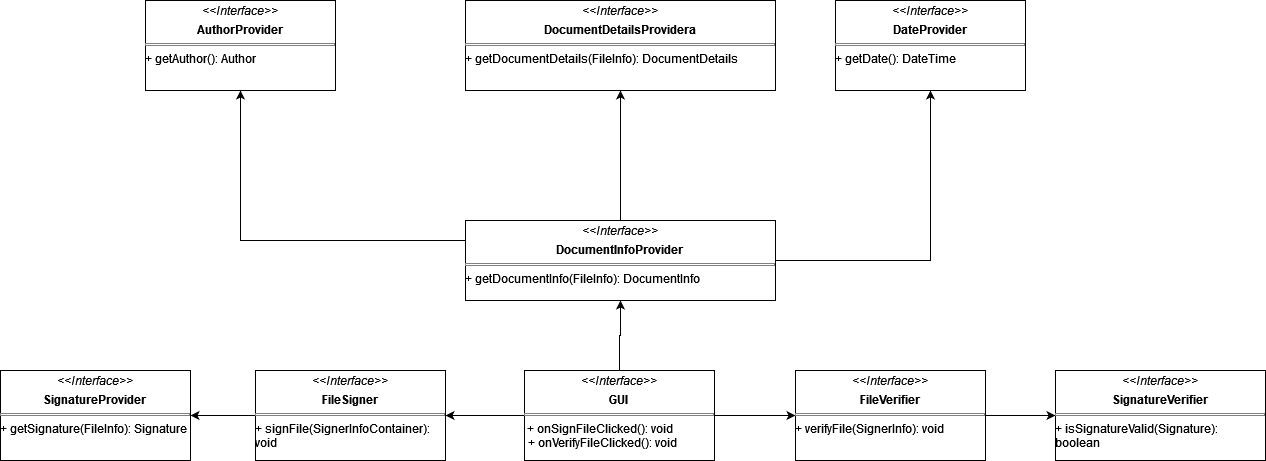 <<Interface>>
AuthorProvider
+ getAuthor(): Author
<<Interface>>
DocumentDetailsProvidera
+ getDocumentDetails(FileInfo): DocumentDetails
<<Interface>>
DateProvider
+ getDate(): DateTime
<<Interface>>
DocumentInfoProvider
+ getDocumentInfo(FileInfo): DocumentInfo
<<Interface>>
SignatureProvider
+ getSignature(FileInfo): Signature
<<Interface>>
FileSigner
+ signFile(SignerInfoContainer):
void
<<Interface>>
GUI
+ onSignFileClicked(): void
+ onVerifyFileClicked(): void
<<Interface>>
FileVerifier
+ verifyFile(SignerInfo): void
<<Interface>>
SignatureVerifier
+ isSignatureValid(Signature):
boolean